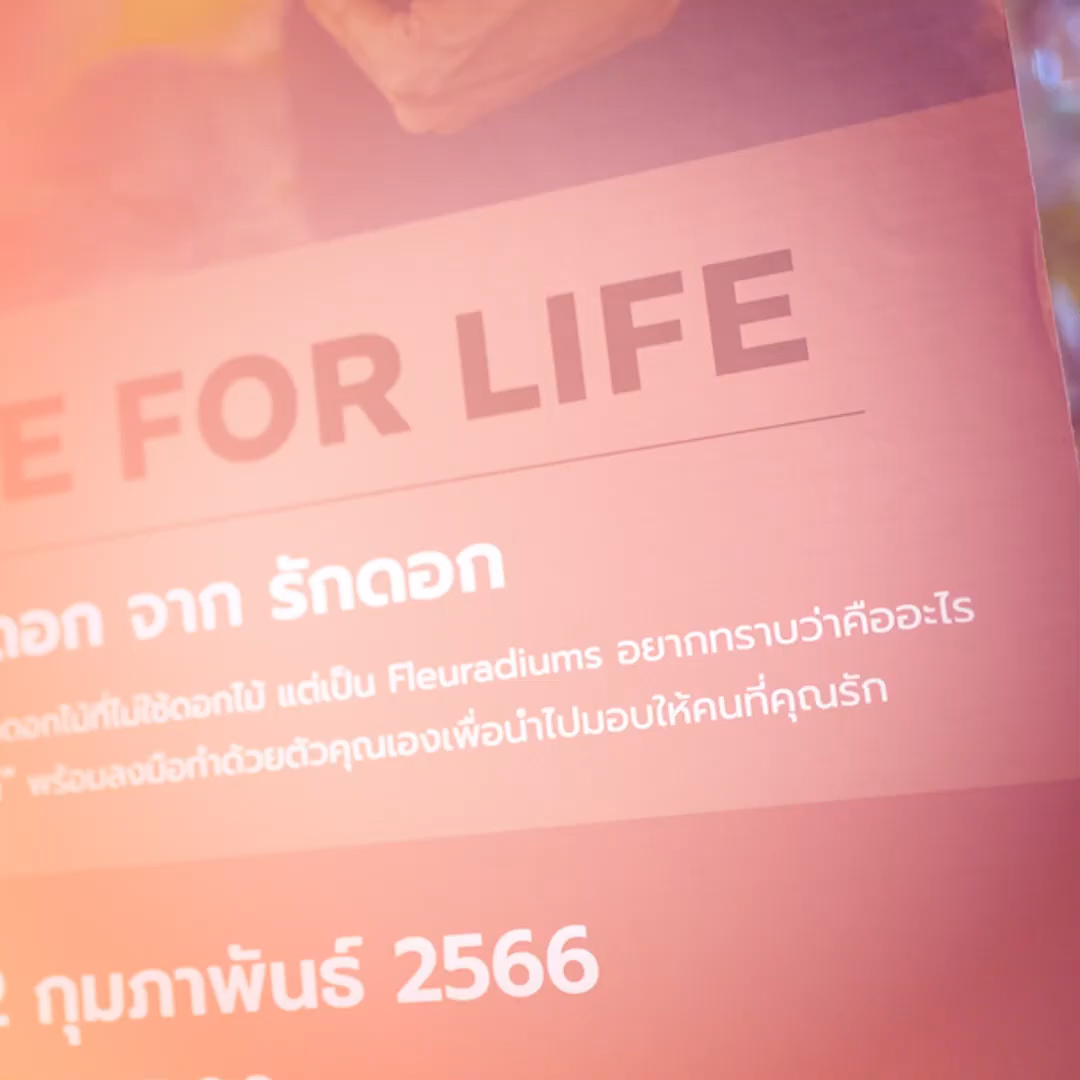 E FOR LIFE
ดอก จาก รักดอก
ดอกไม้ที่ไม่ใช้ดอกไม้ แต่เป็น Fleuradiums อยากทราบว่าคืออะไร
" พร้อมลงมือทำด้วยตัวคุณเองเพื่อนำไปมอบให้คนที่คุณรัก
2 กุมภาพันธ์ 2566